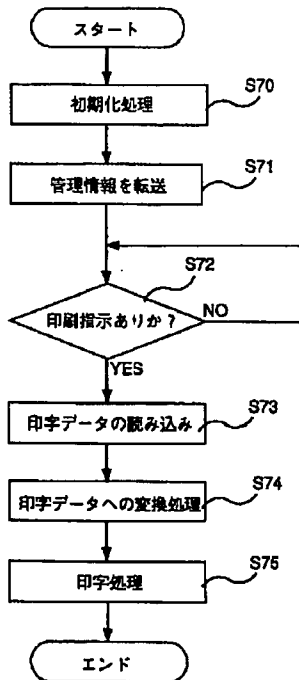 スタート
S70
初期化処理
S71
管理情報を転送
S72
印刷指示ありか？
NO
YES
S73
印字データの読み込み
S74
印字データへの変換処理
S75
印字処理
エンド